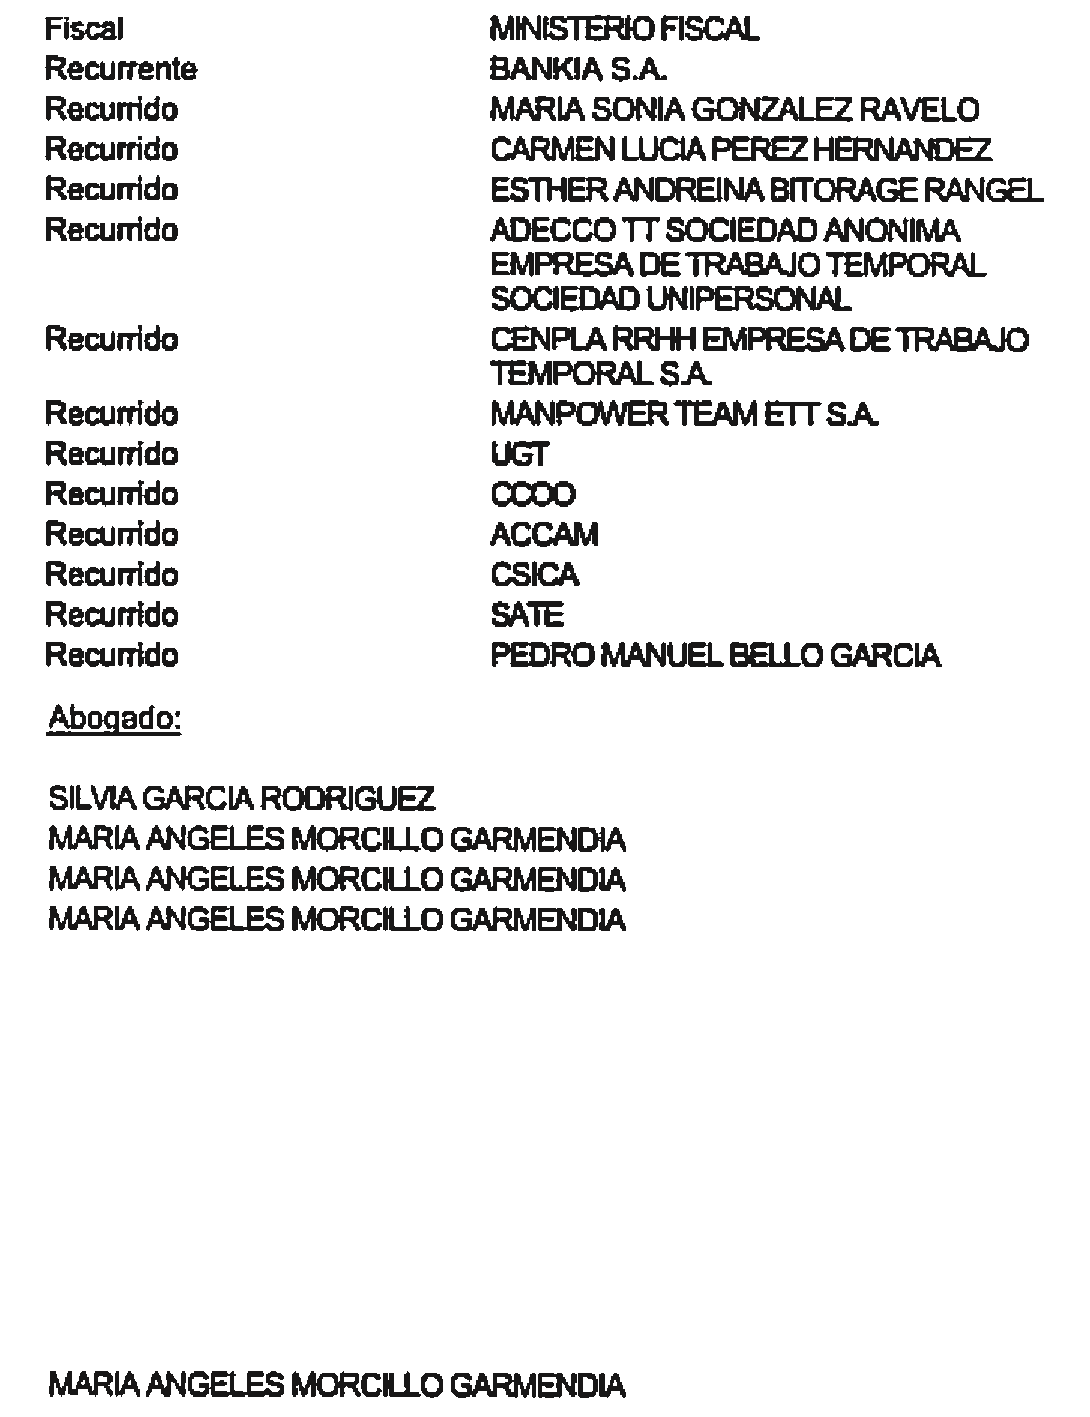 Fiscal MINISTERIO FISCAL
Recurrente BANKIA S.A.
Recurrido MARIA SONIA GONZALEZ RAVELO
Recurrido CARMEN LUCIA PEREZ HERNANDEZ
Recurrido ESTHER ANDREINA BITORAGE RANGEL
Recurrido ADECCO TT SOCIEDAD ANONIMA
EMPRESA DE TRABAJO TEMPORAL
SOCIEDAD UNIPERSONAL
Recurrido CENPLA RRHH EMPRESA DE TRABAJO
TEMPORAL S.A.
Recurrido MANPOWER TEAM ETT S.A.
Recurrido UGT
Recurrido CCOO
Recurrido ACCAM
Recurrido CSICA
Recurrido SATE
Recurrido PEDRO MANUEL BELLO GARCIA
Abogado:
SILVIA GARCIA RODRIGUEZ
MARIA ANGELES MORCILLO GARMENDIA
MARIA ANGELES MORCILLO GARMENDIA
MARIA ANGELES MORCILLO GARMENDIA
MARIA ANGELES MORCILLO GARMENDIA